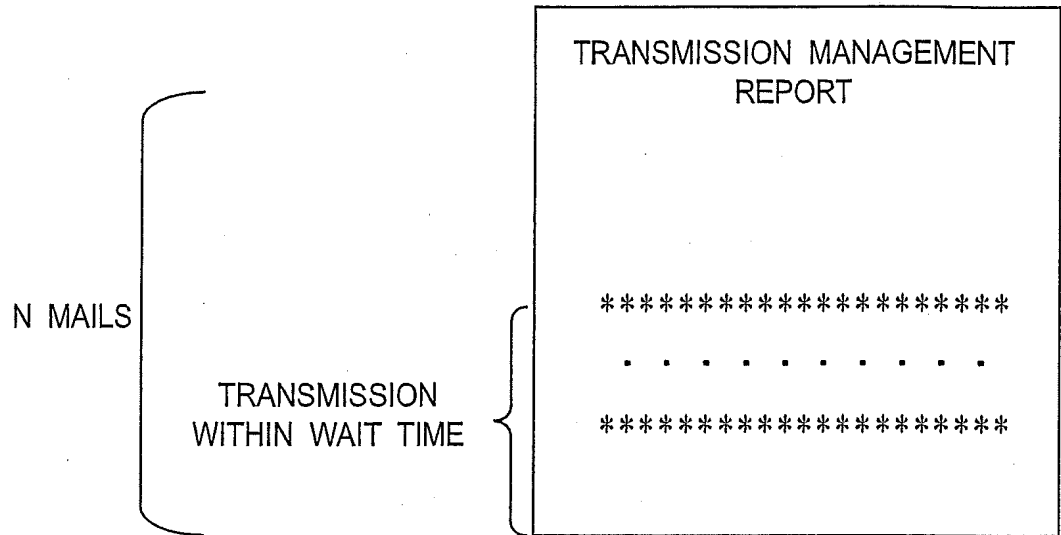 TRANSMISSION MANAGEMENT
REPORT
N MAILS
*********************
. . . . . . . . . .
TRANSMISSION
WITHIN WAIT TIME
*********************